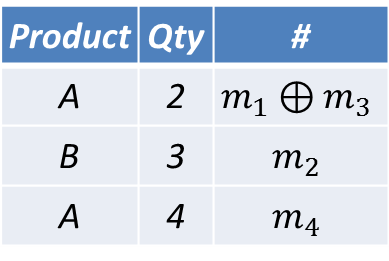 Product Qty #
A 2 m₁ ⊕ m₃
B 3 m₂
A 4 m₄